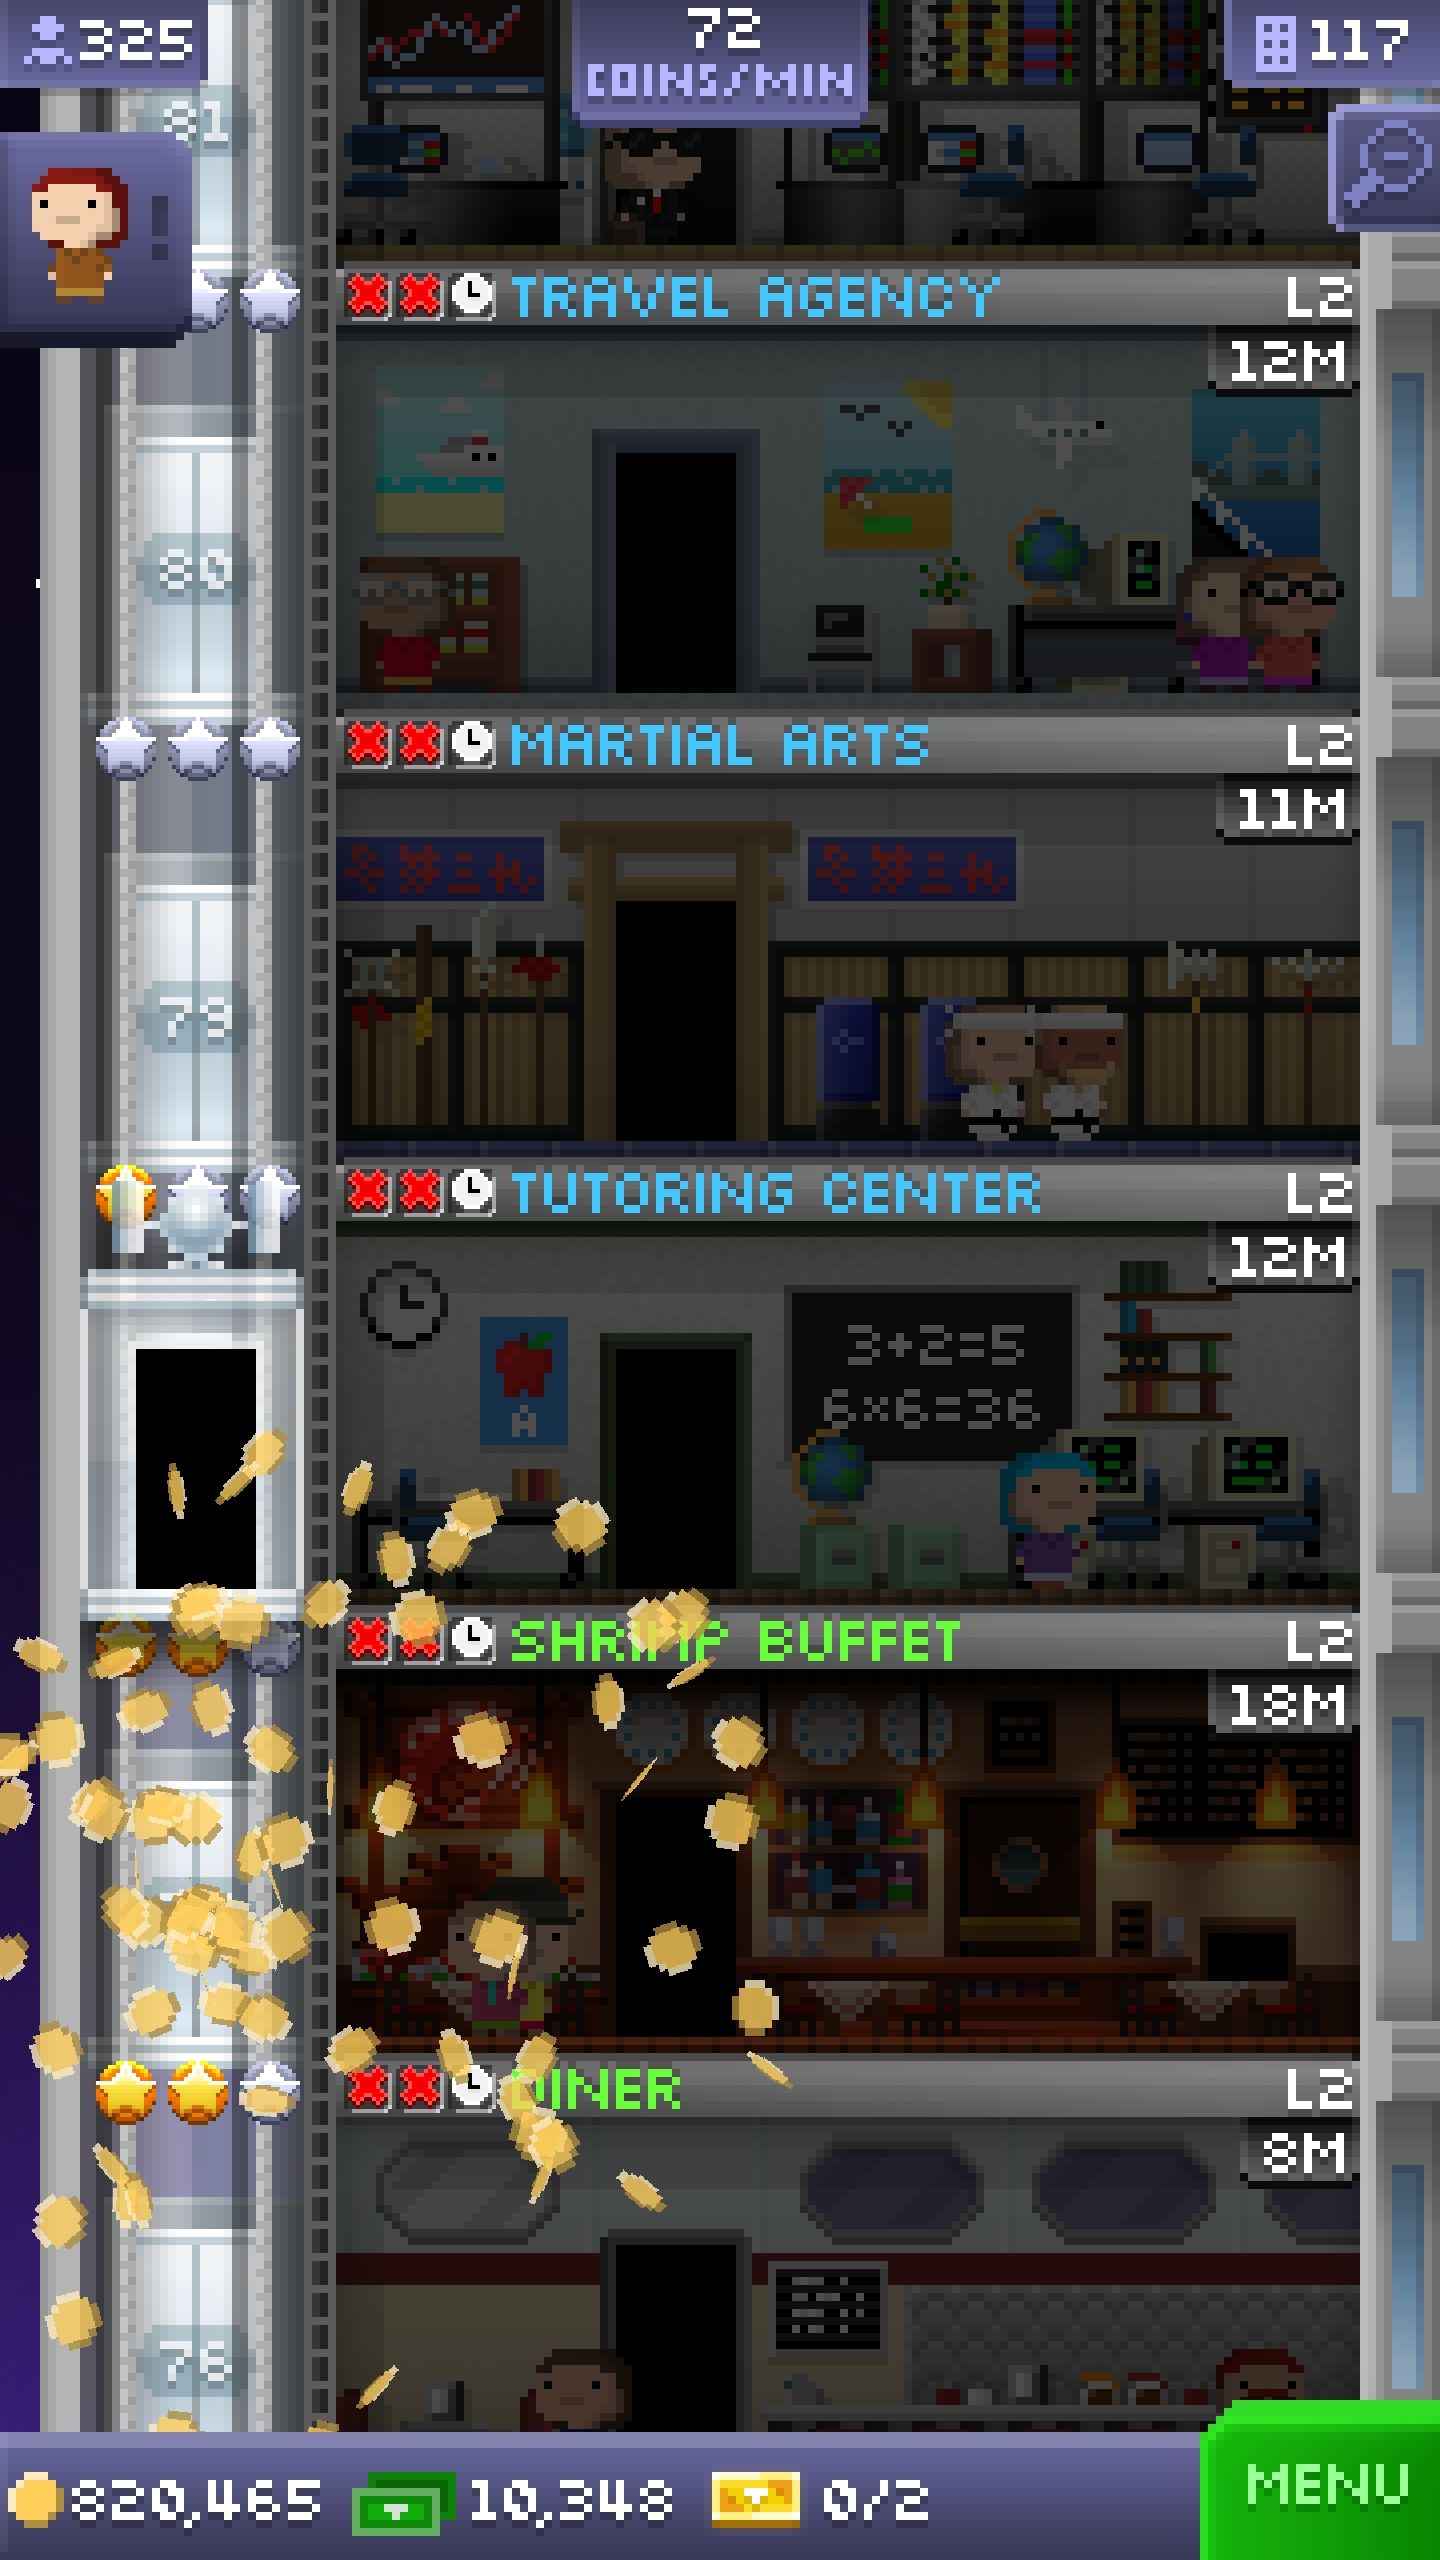 325
72
COINS/MIN
117
81
TRAVEL AGENCY L2
12M
80
MARTIAL ARTS L2
11M
79
TUTORING CENTER L2
12M
3+2=5
6×6=36
A
SHRIMP BUFFET L2
18M
DINER L2
8M
76
820,465 10,348 0/2
MENU